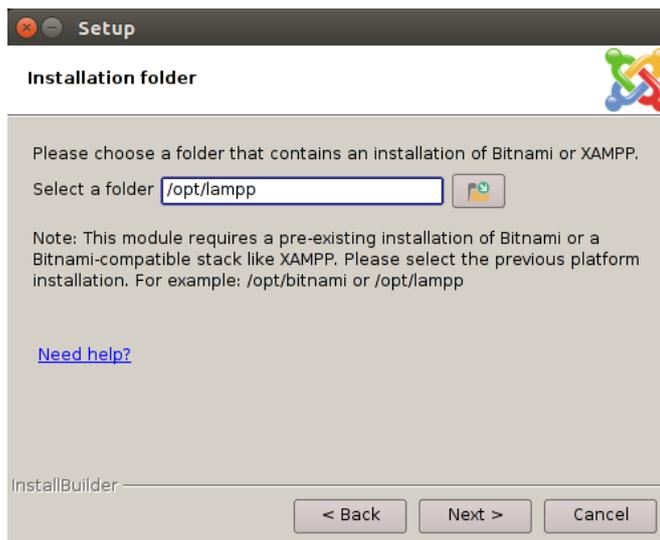 Setup
Installation folder
Please choose a folder that contains an installation of Bitnami or XAMPP.
Select a folder /opt/lampp
Note: This module requires a pre-existing installation of Bitnami or a
Bitnami-compatible stack like XAMPP. Please select the previous platform
installation. For example: /opt/bitnami or /opt/lampp
Need help?
InstallBuilder
< Back Next > Cancel